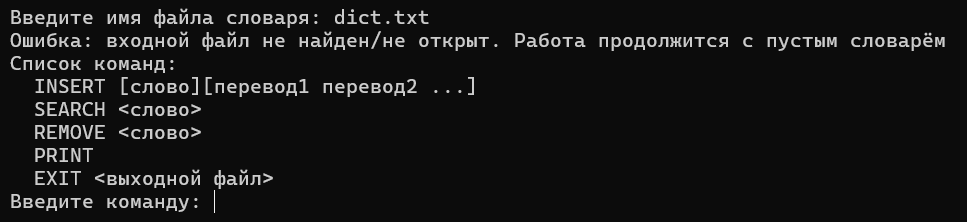 Введите имя файла словаря: dict.txt
Ошибка: входной файл не найден/не открыт. Работа продолжится с пустым словарём
Список команд:
  INSERT [слово][перевод1 перевод2 ...]
  SEARCH <слово>
  REMOVE <слово>
  PRINT
  EXIT <выходной файл>
Введите команду: